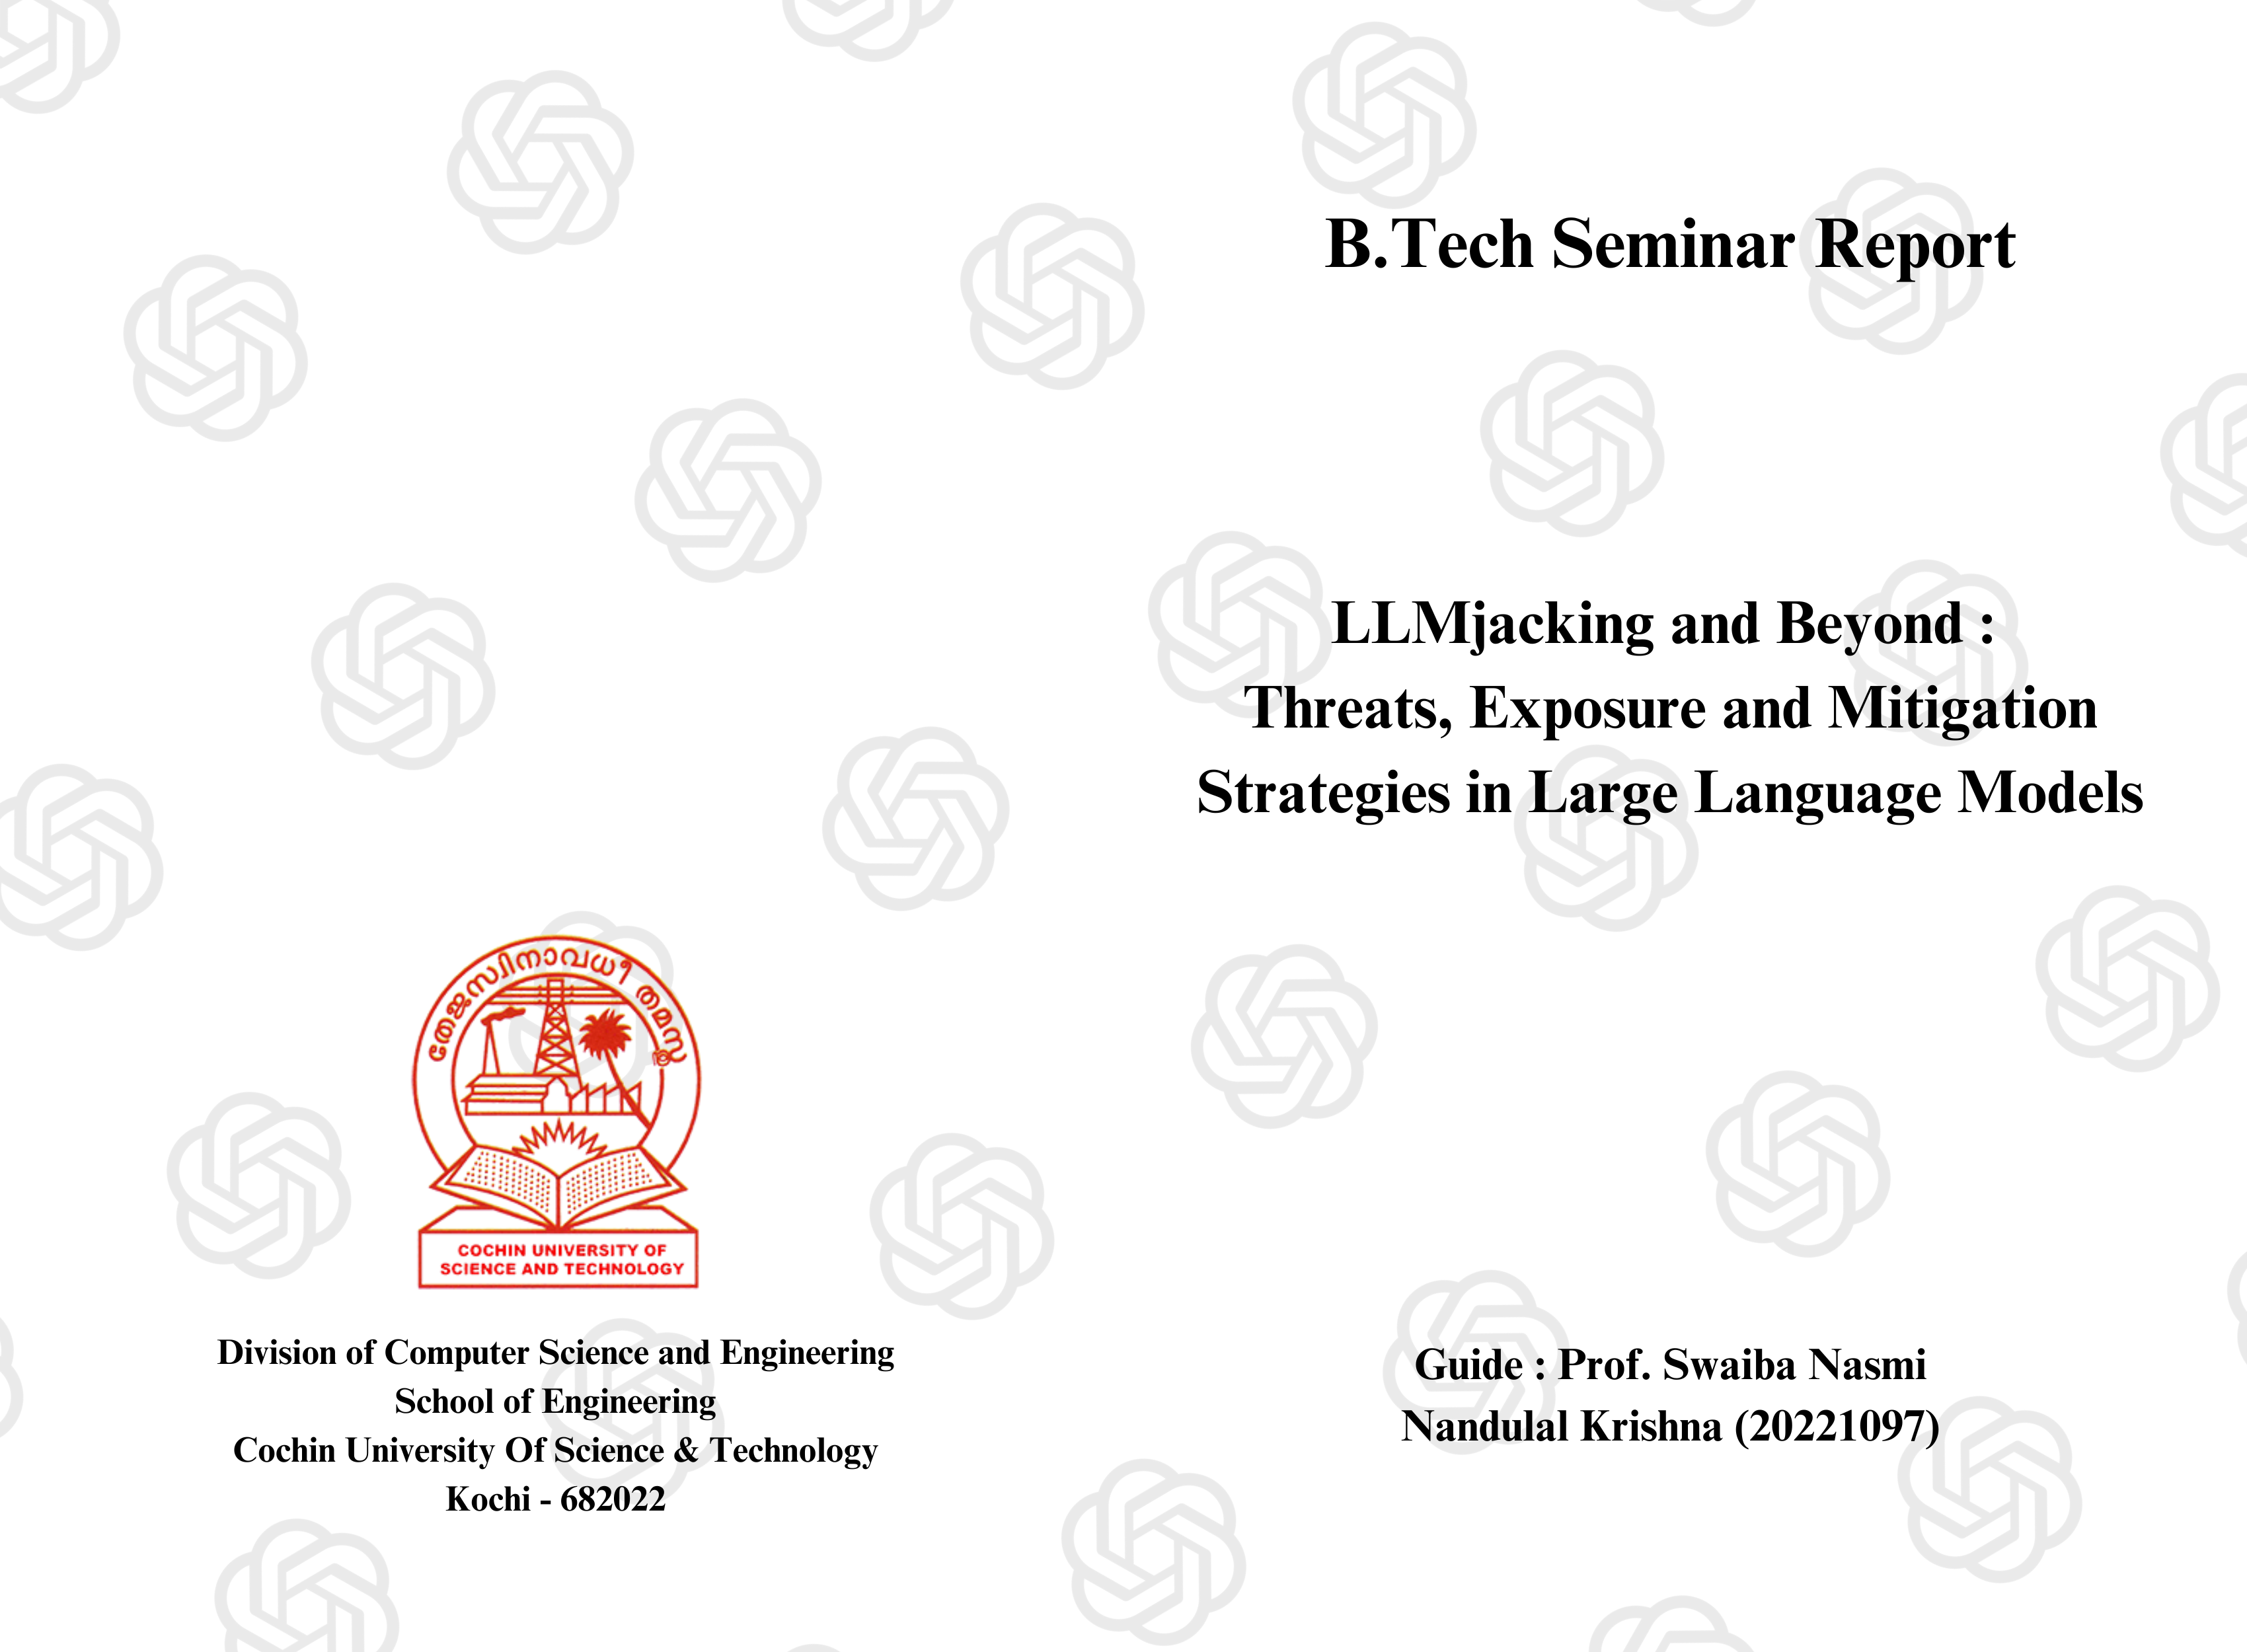 B.Tech Seminar Report
LLMjacking and Beyond :
Threats, Exposure and Mitigation
Strategies in Large Language Models
തേജസ്വിനാവധീ തമസ്തു
COCHIN UNIVERSITY OF
SCIENCE AND TECHNOLOGY
Division of Computer Science and Engineering
School of Engineering
Cochin University Of Science & Technology
Kochi - 682022
Guide : Prof. Swaiba Nasmi
Nandulal Krishna (20221097)